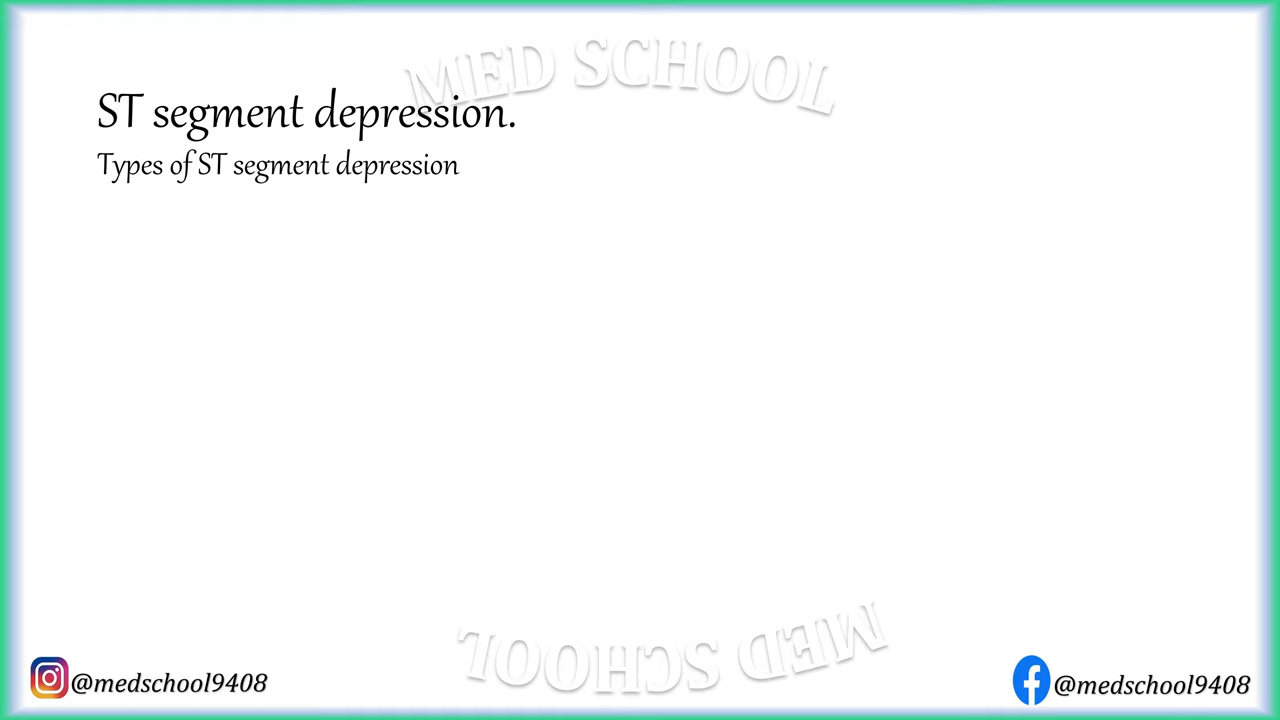 MED SCHOOL
ST segment depression.
Types of ST segment depression
MED SCHOOL
@medschool9408
@medschool9408